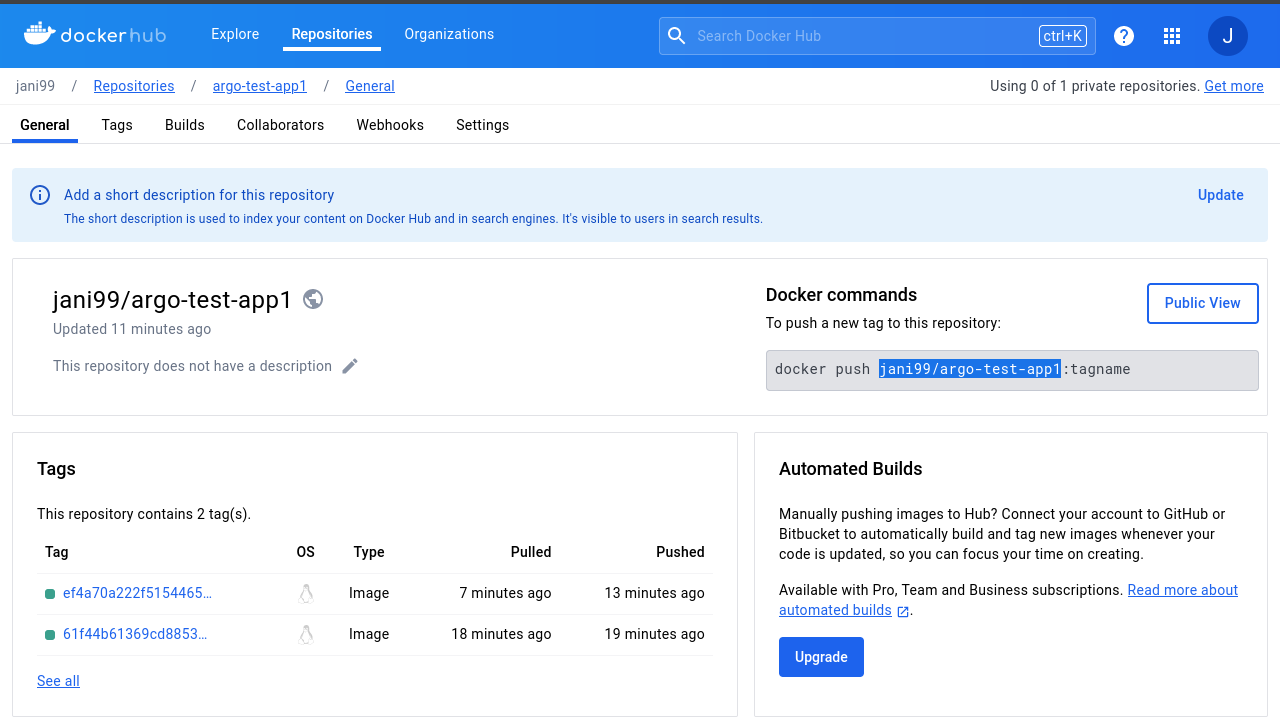 dockerhub Explore Repositories Organizations Search Docker Hub ctrl+K J
jani99 / Repositories / argo-test-app1 / General Using 0 of 1 private repositories. Get more
General Tags Builds Collaborators Webhooks Settings
Add a short description for this repository Update
The short description is used to index your content on Docker Hub and in search engines. It's visible to users in search results.
jani99/argo-test-app1
Updated 11 minutes ago
This repository does not have a description
Docker commands Public View
To push a new tag to this repository:
docker push jani99/argo-test-app1:tagname
Tags
This repository contains 2 tag(s).
Tag OS Type Pulled Pushed
ef4a70a222f5154465… Image 7 minutes ago 13 minutes ago
61f44b61369cd8853… Image 18 minutes ago 19 minutes ago
See all
Automated Builds
Manually pushing images to Hub? Connect your account to GitHub or
Bitbucket to automatically build and tag new images whenever your
code is updated, so you can focus your time on creating.
Available with Pro, Team and Business subscriptions. Read more about
automated builds .
Upgrade